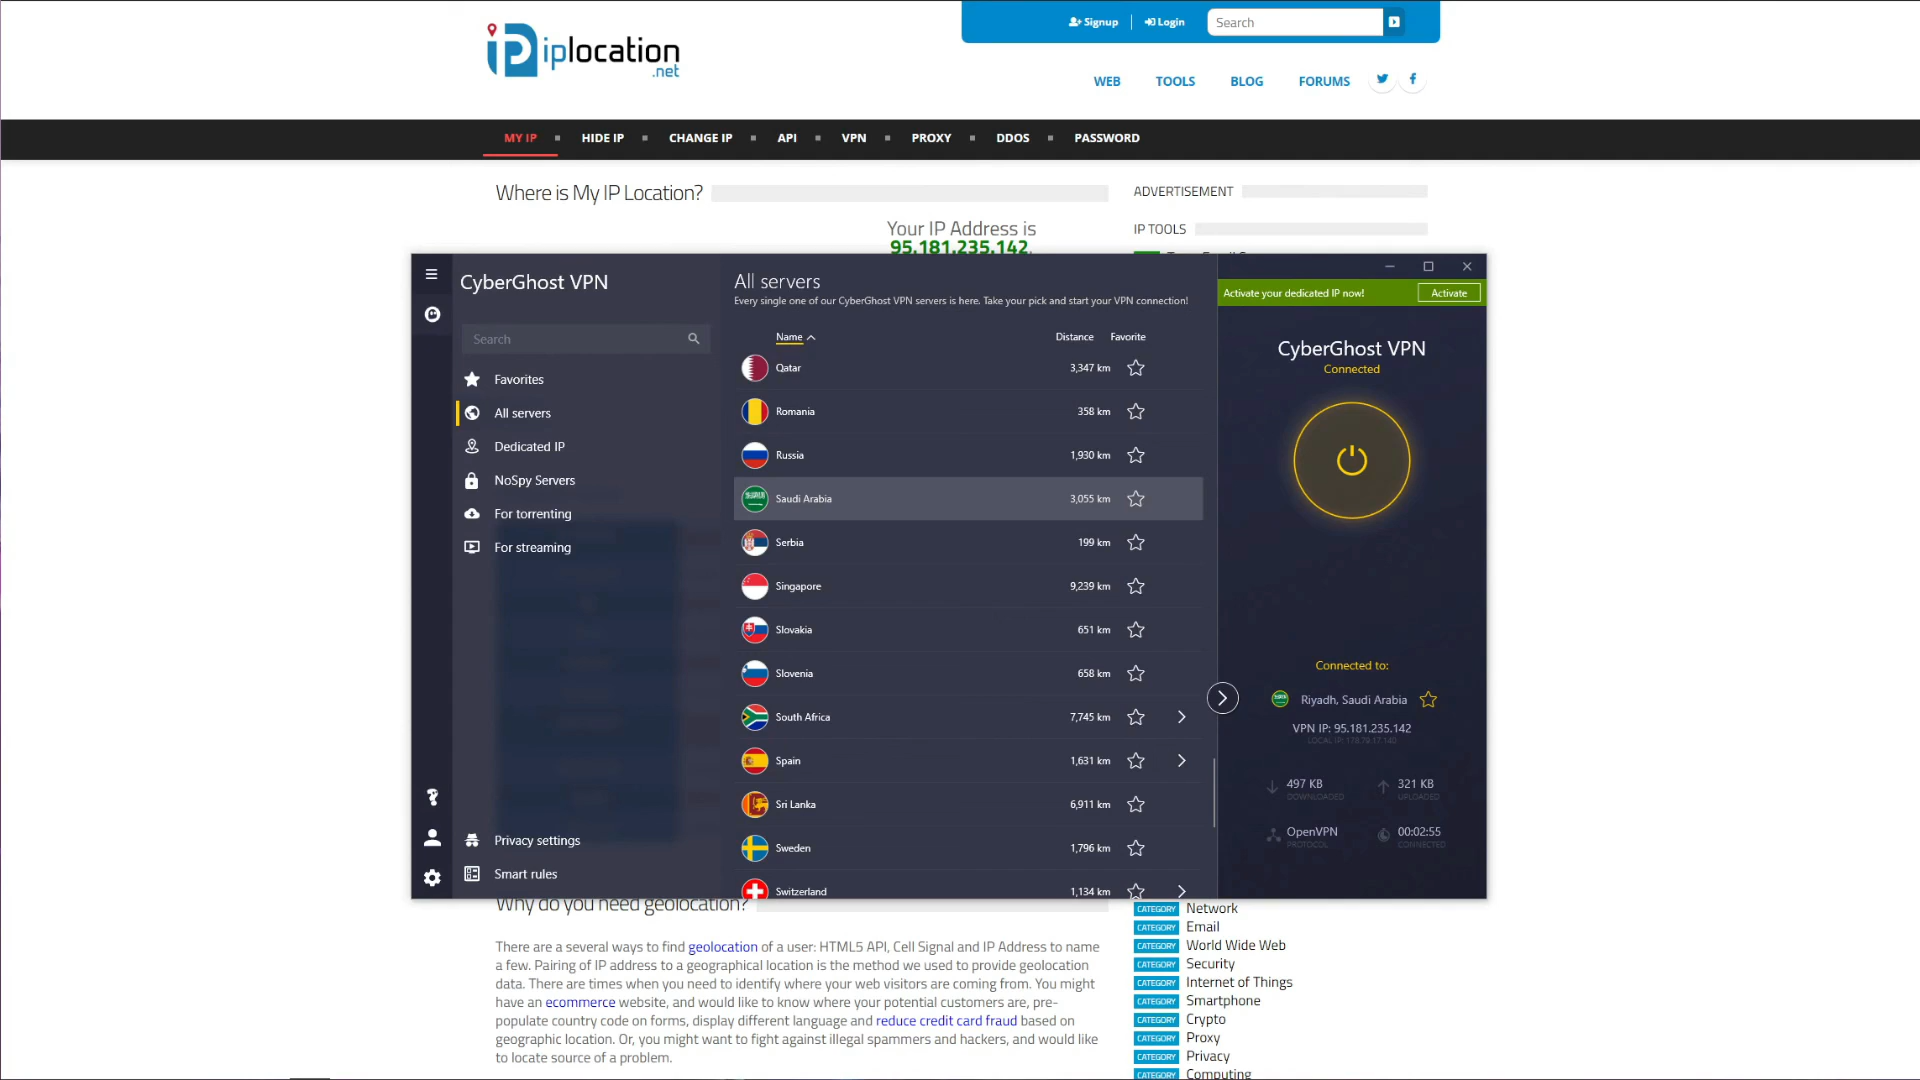 iplocation
.net
Signup
Login
Search
WEB
TOOLS
BLOG
FORUMS
MY IP
HIDE IP
CHANGE IP
API
VPN
PROXY
DDOS
PASSWORD
Where is My IP Location?
ADVERTISEMENT
Your IP Address is
95.181.235.142
IP TOOLS
CyberGhost VPN
Search
Favorites
All servers
Dedicated IP
NoSpy Servers
For torrenting
For streaming
Privacy settings
Smart rules
All servers
Every single one of our CyberGhost VPN servers is here. Take your pick and start your VPN connection!
Name
Distance
Favorite
Qatar 3,347 km
Romania 358 km
Russia 1,930 km
Saudi Arabia 3,055 km
Serbia 199 km
Singapore 9,239 km
Slovakia 651 km
Slovenia 658 km
South Africa 7,745 km
Spain 1,631 km
Sri Lanka 6,911 km
Sweden 1,796 km
Switzerland 1,134 km
Activate your dedicated IP now!
Activate
CyberGhost VPN
Connected
Connected to:
Riyadh, Saudi Arabia
VPN IP: 95.181.235.142
497 KB
DOWNLOADED
321 KB
UPLOADED
OpenVPN
PROTOCOL
00:02:55
CONNECTED
Why do you need geolocation?
There are a several ways to find geolocation of a user: HTML5 API, Cell Signal and IP Address to name
a few. Pairing of IP address to a geographical location is the method we used to provide geolocation
data. There are times when you need to identify where your web visitors are coming from. You might
have an ecommerce website, and would like to know where your potential customers are, pre-
populate country code on forms, display different language and reduce credit card fraud based on
geographic location. Or, you might want to fight against illegal spammers and hackers, and would like
to locate source of a problem.
CATEGORY Network
CATEGORY Email
CATEGORY World Wide Web
CATEGORY Security
CATEGORY Internet of Things
CATEGORY Smartphone
CATEGORY Crypto
CATEGORY Proxy
CATEGORY Privacy
CATEGORY Computing